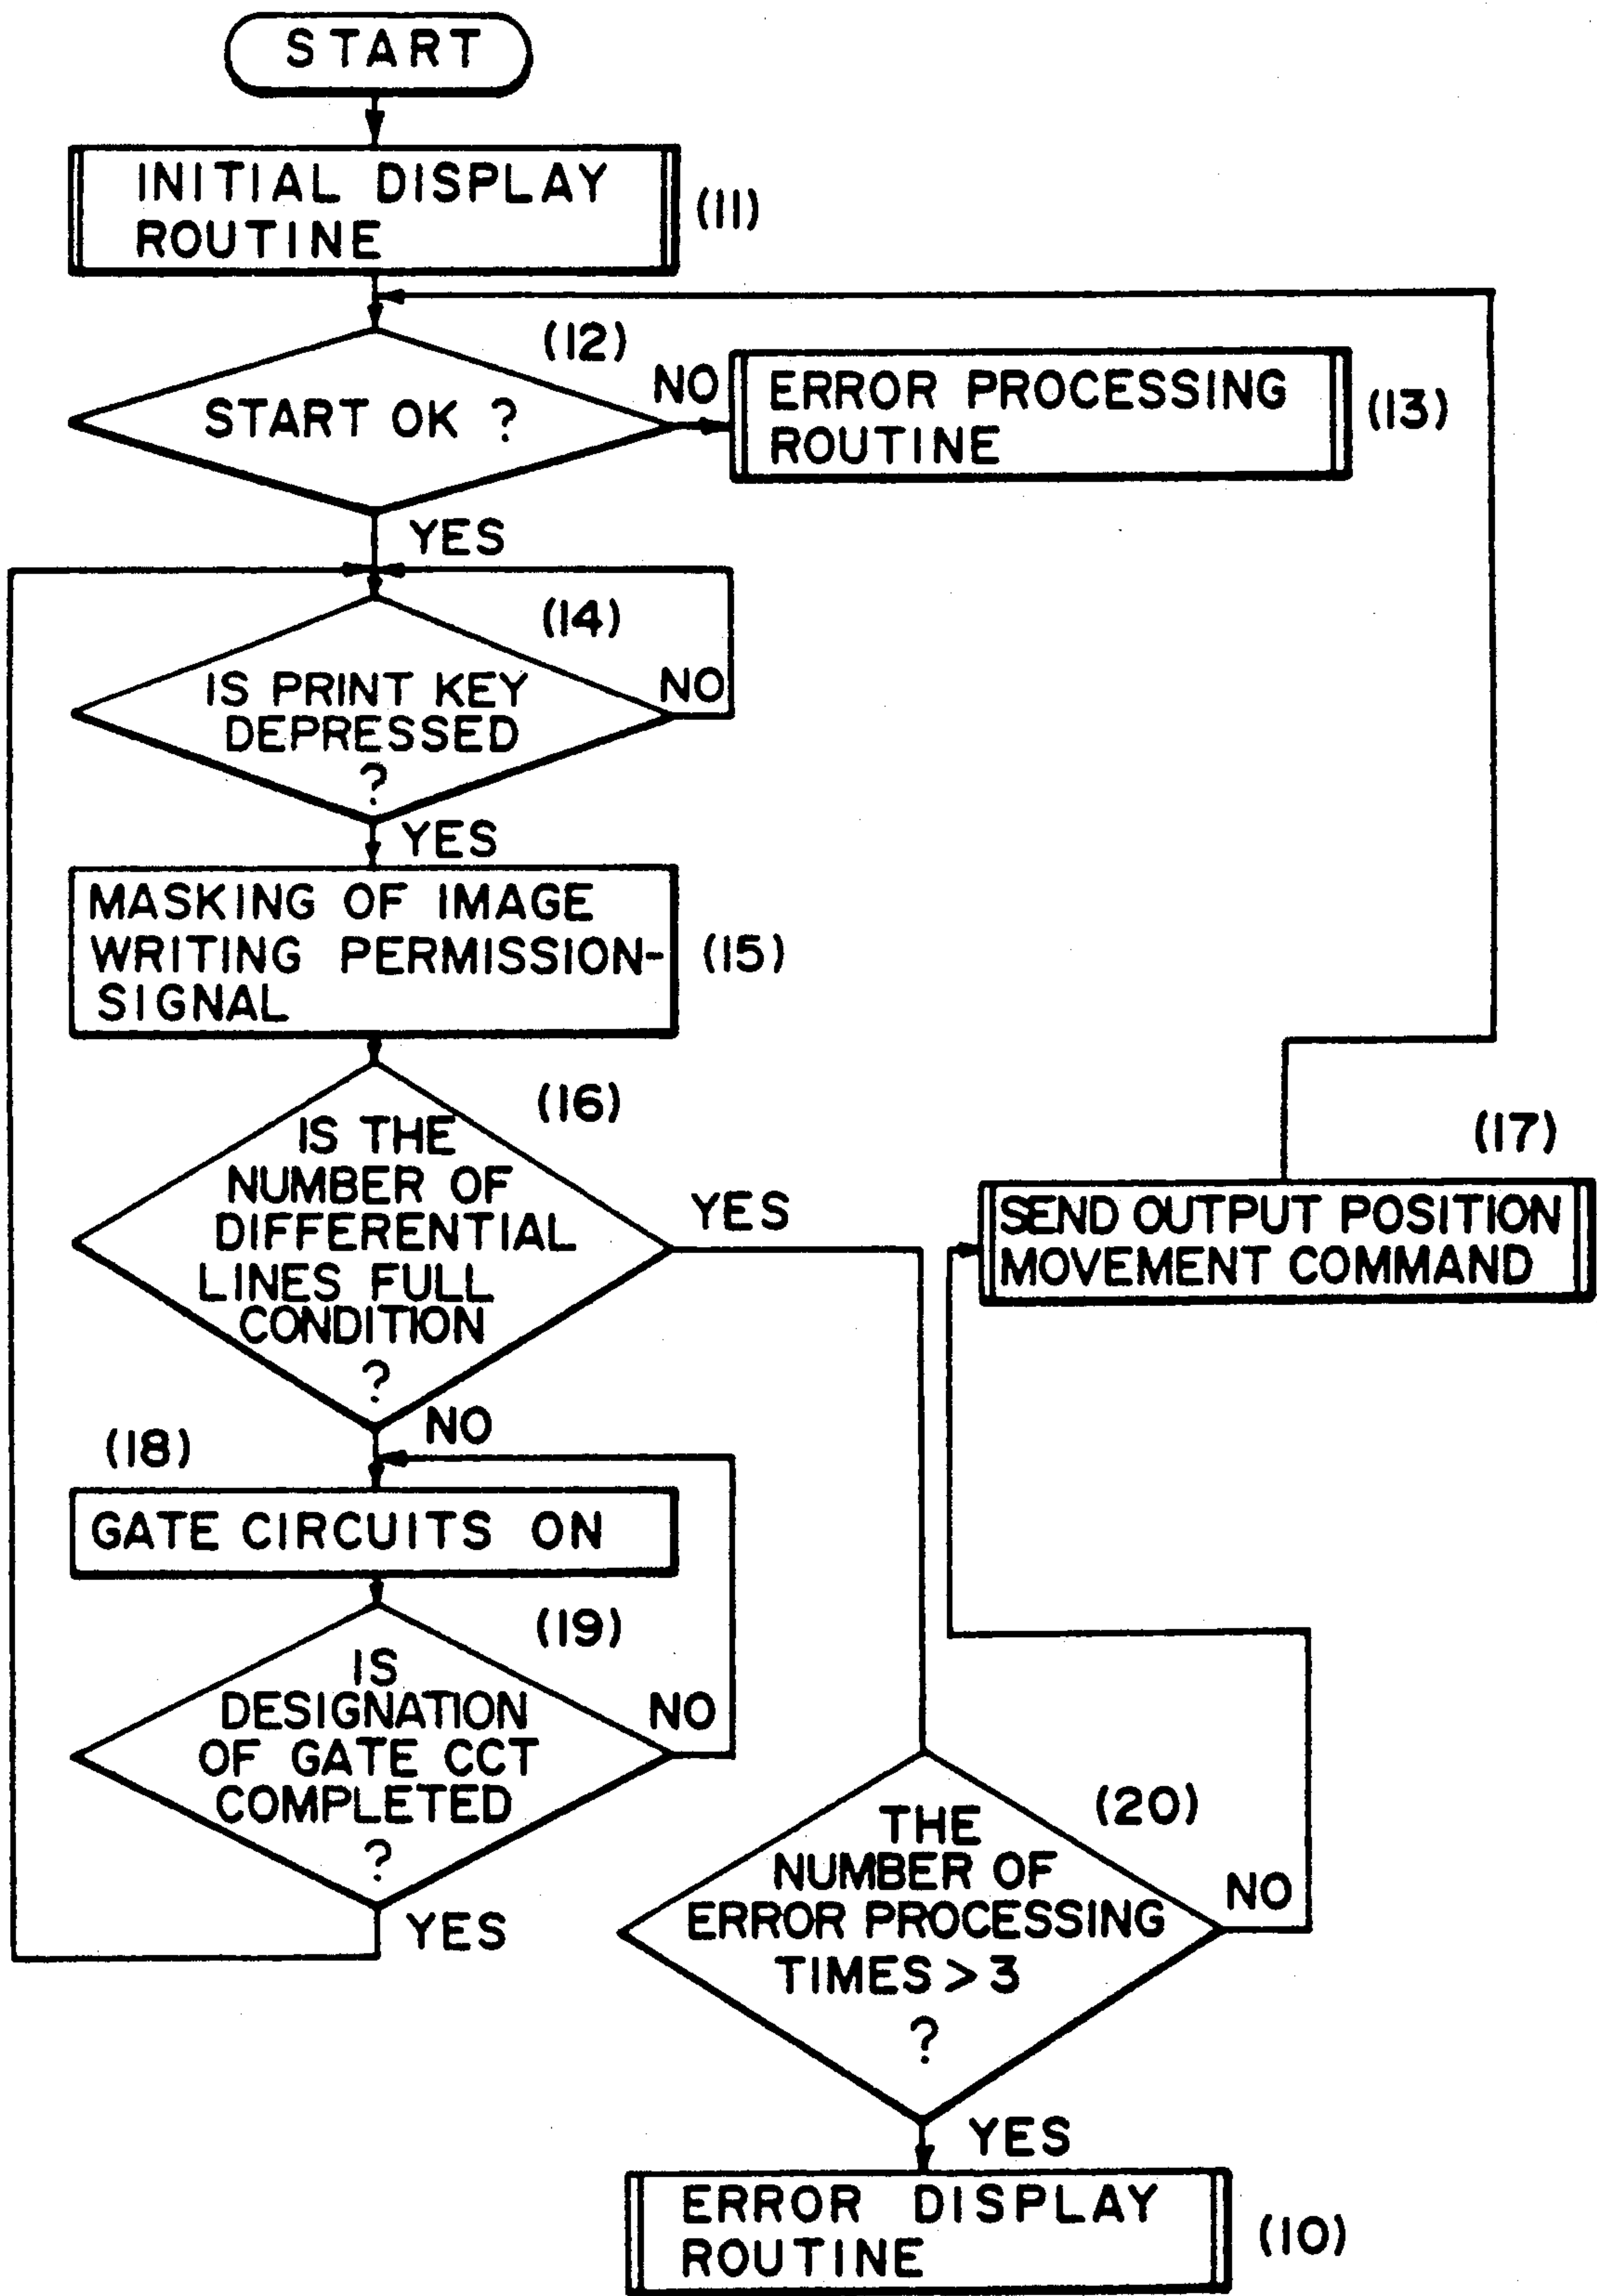 START
INITIAL DISPLAY
ROUTINE
(11)
(12)
START OK ?
NO
ERROR PROCESSING
ROUTINE
(13)
YES
(14)
IS PRINT KEY
DEPRESSED
?
NO
YES
MASKING OF IMAGE
WRITING PERMISSION-
SIGNAL
(15)
(16)
IS THE
NUMBER OF
DIFFERENTIAL
LINES FULL
CONDITION
?
YES
(17)
SEND OUTPUT POSITION
MOVEMENT COMMAND
NO
(18)
GATE CIRCUITS ON
(19)
IS
DESIGNATION
OF GATE CCT
COMPLETED
?
NO
YES
(20)
THE
NUMBER OF
ERROR PROCESSING
TIMES > 3
?
NO
YES
ERROR DISPLAY
ROUTINE
(10)